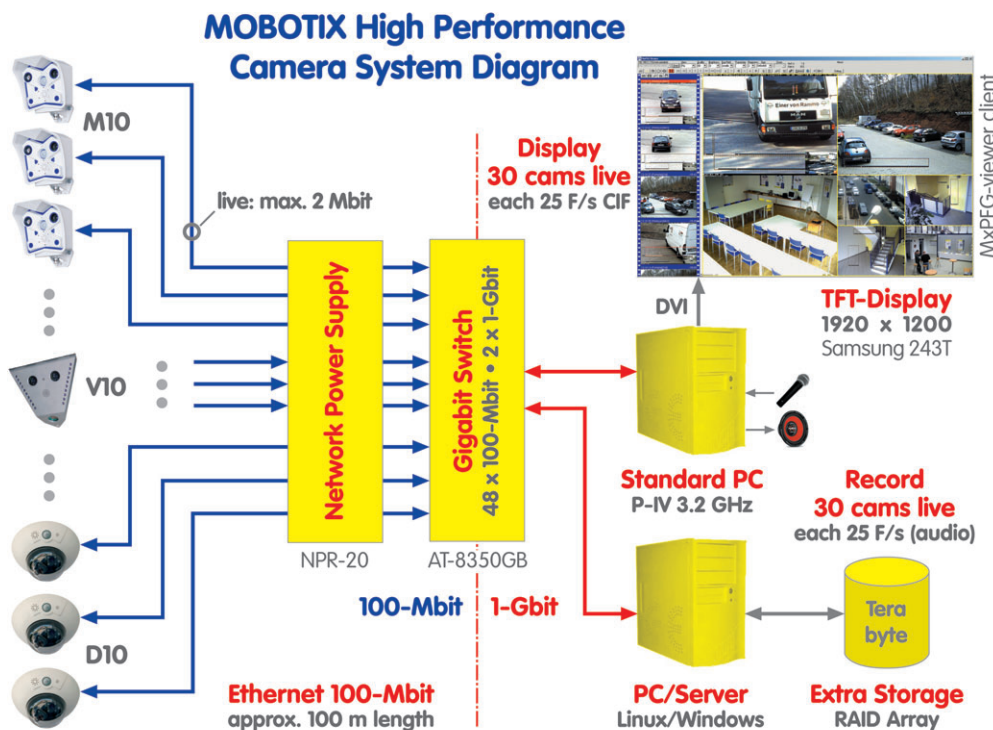 MOBOTIX High Performance
Camera System Diagram
M10
live: max. 2 Mbit
Display
30 cams live
each 25 F/s CIF
MxPEG-viewer client
DVI
TFT-Display
1920 x 1200
Samsung 243T
V10
Network Power Supply
Gigabit Switch
48 x 100-Mbit • 2 x 1-Gbit
NPR-20
AT-8350GB
Standard PC
P-IV 3.2 GHz
Record
30 cams live
each 25 F/s (audio)
100-Mbit
1-Gbit
Tera
byte
D10
Ethernet 100-Mbit
approx. 100 m length
PC/Server
Linux/Windows
Extra Storage
RAID Array